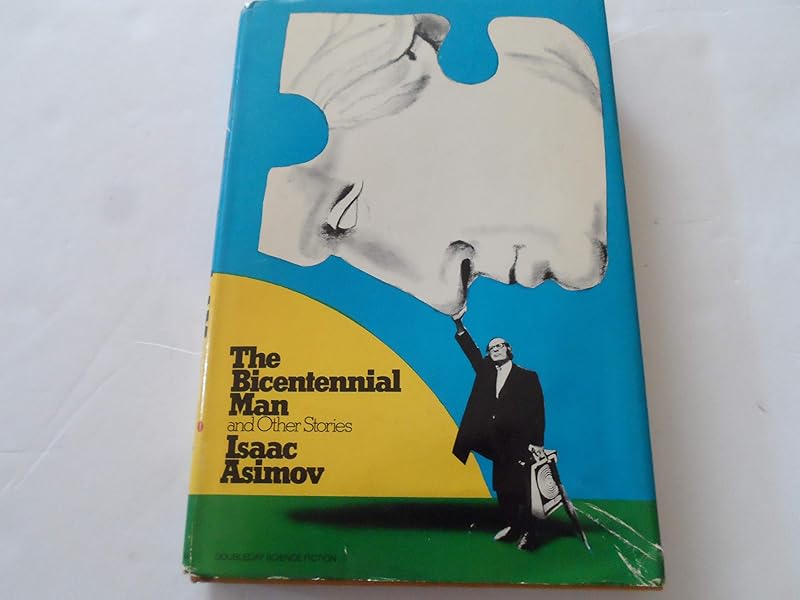 The
Bicentennial
Man
and Other Stories
Isaac
Asimov
DOUBLEDAY SCIENCE FICTION